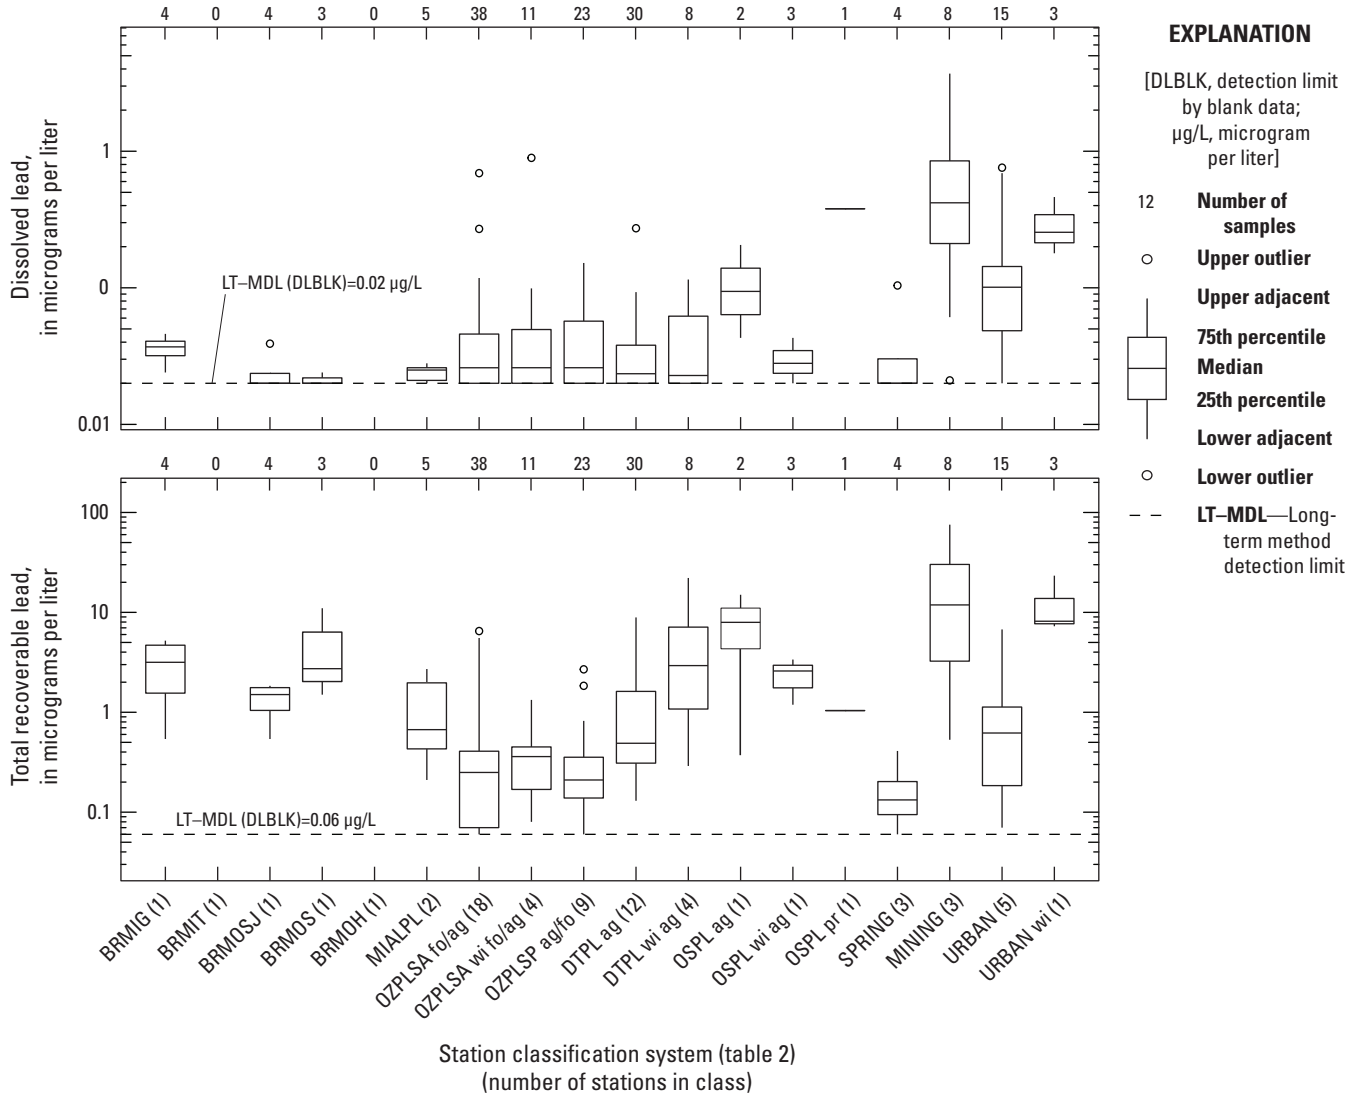 4 0 4 3 0 5 38 11 23 30 8 2 3 1 4 8 15 3
Dissolved lead,
in micrograms per liter
1
0
0.01
LT–MDL (DLBLK)=0.02 µg/L
4 0 4 3 0 5 38 11 23 30 8 2 3 1 4 8 15 3
Total recoverable lead,
in micrograms per liter
100
10
1
0.1
LT–MDL (DLBLK)=0.06 µg/L
BRMIG (1)
BRMIT (1)
BRMOSJ (1)
BRMOS (1)
BRMOH (1)
MIALPL (2)
OZPLSA fo/ag (18)
OZPLSA wi fo/ag (4)
OZPLSP ag/fo (9)
DTPL ag (12)
DTPL wi ag (4)
OSPL ag (1)
OSPL wi ag (1)
OSPL pr (1)
SPRING (3)
MINING (3)
URBAN (5)
URBAN wi (1)
Station classification system (table 2)
(number of stations in class)
EXPLANATION
[DLBLK, detection limit
by blank data;
µg/L, microgram
per liter]
12 Number of
samples
Upper outlier
Upper adjacent
75th percentile
Median
25th percentile
Lower adjacent
Lower outlier
LT–MDL—Long-
term method
detection limit